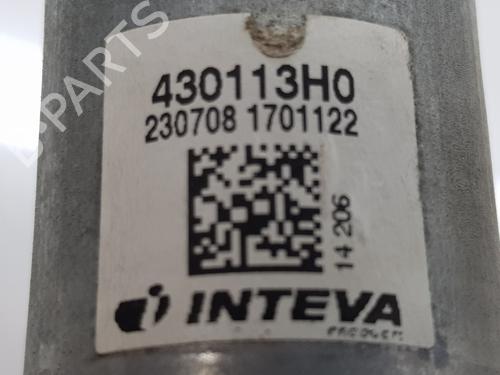 B-PARTS
430113H0
230708 1701122
14 206
INTEVA